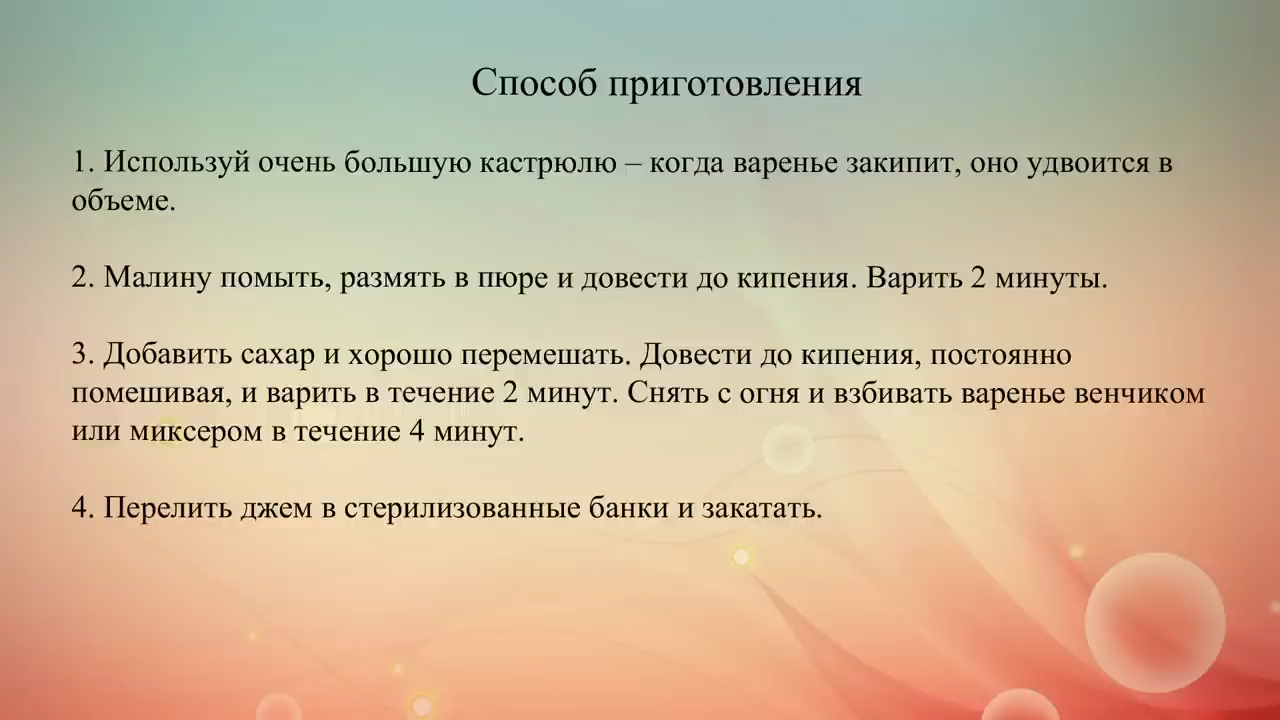 Способ приготовления
1. Используй очень большую кастрюлю – когда варенье закипит, оно удвоится в
объеме.
2. Малину помыть, размять в пюре и довести до кипения. Варить 2 минуты.
3. Добавить сахар и хорошо перемешать. Довести до кипения, постоянно
помешивая, и варить в течение 2 минут. Снять с огня и взбивать варенье венчиком
или миксером в течение 4 минут.
4. Перелить джем в стерилизованные банки и закатать.